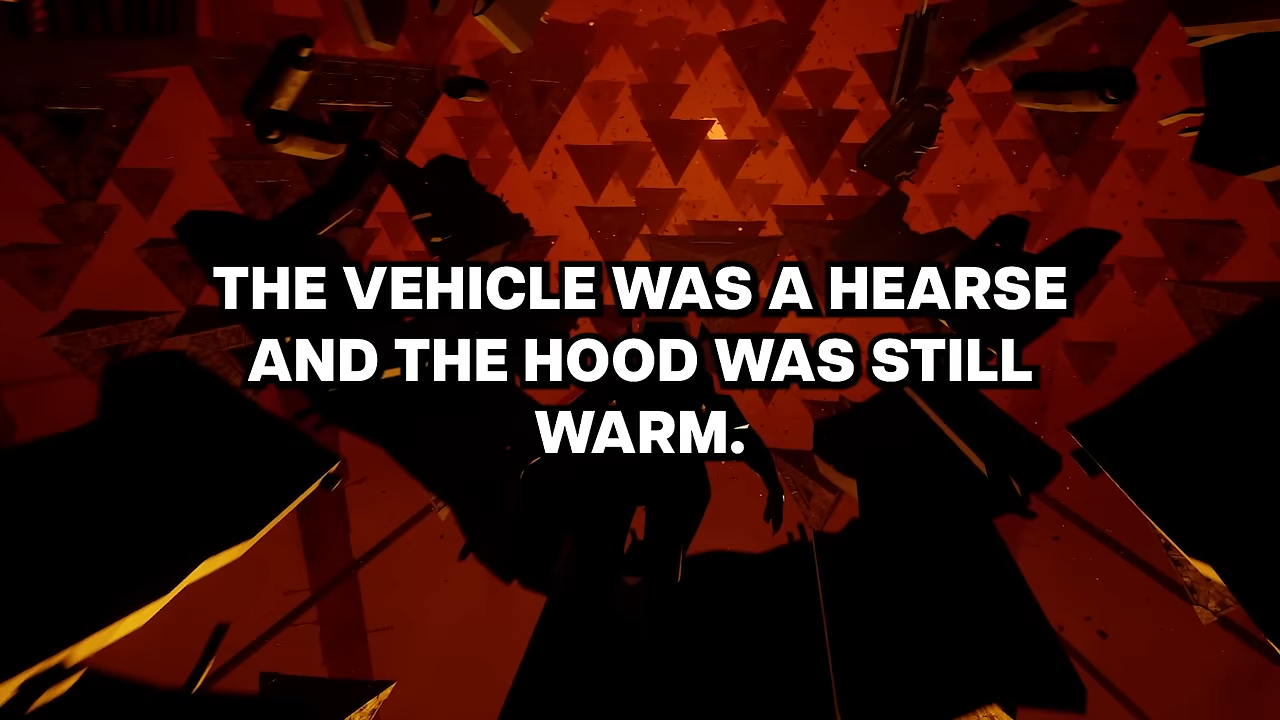 THE VEHICLE WAS A HEARSE
AND THE HOOD WAS STILL
WARM.